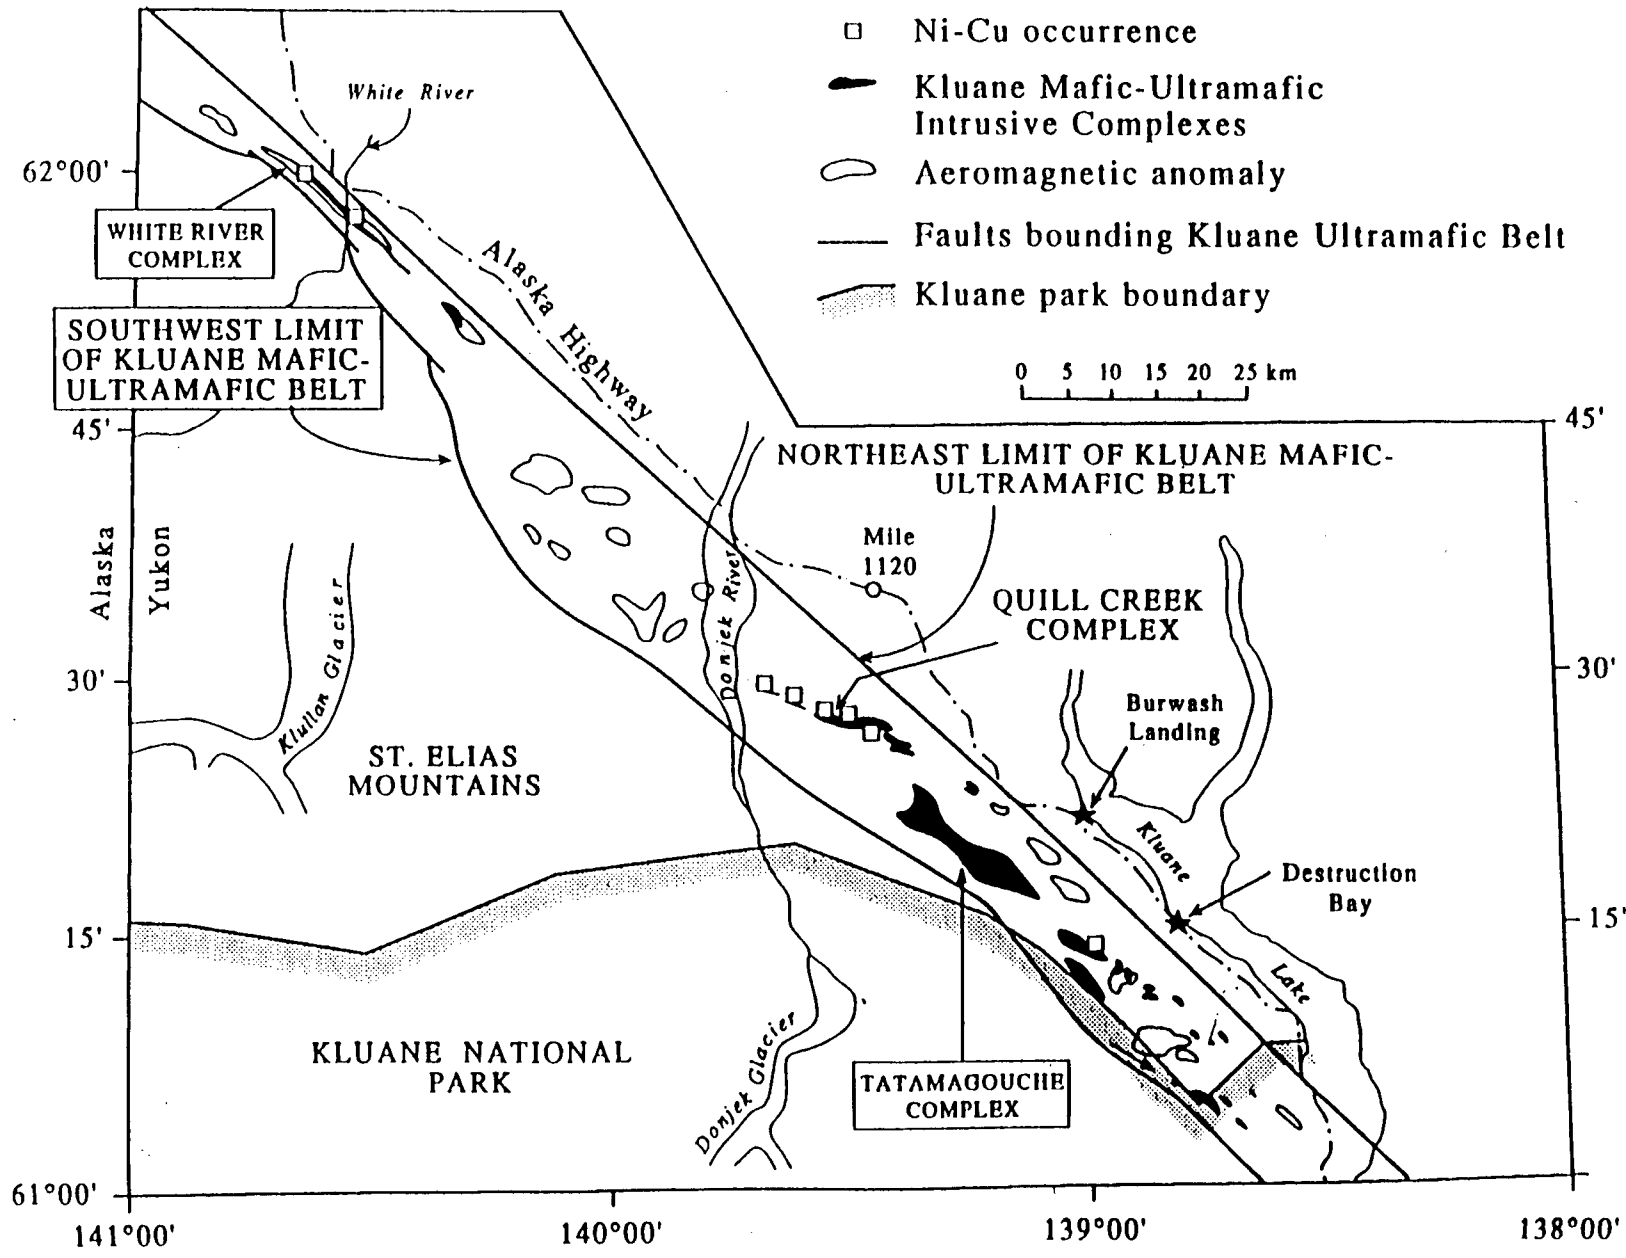 Ni-Cu occurrence
Kluane Mafic-Ultramafic
Intrusive Complexes
Aeromagnetic anomaly
Faults bounding Kluane Ultramafic Belt
Kluane park boundary
0 5 10 15 20 25 km
White River
62°00'
WHITE RIVER
COMPLEX
Alaska Highway
SOUTHWEST LIMIT
OF KLUANE MAFIC-
ULTRAMAFIC BELT
45'
45'
NORTHEAST LIMIT OF KLUANE MAFIC-
ULTRAMAFIC BELT
Mile
1120
Alaska
Yukon
Klullan Glacier
Donjek River
QUILL CREEK
COMPLEX
30'
30'
Burwash
Landing
ST. ELIAS
MOUNTAINS
Kluane
Lake
Destruction
Bay
15'
15'
KLUANE NATIONAL
PARK
Donjek Glacier
TATAMAGOUCHE
COMPLEX
61°00'
141°00'
140°00'
139°00'
138°00'